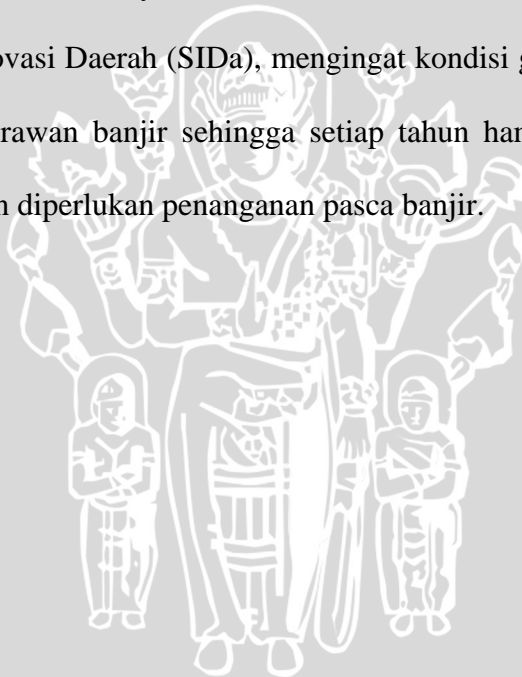 ovasi Daerah (SIDa), mengingat kondisi g
rawan banjir sehingga setiap tahun har
n diperlukan penanganan pasca banjir.